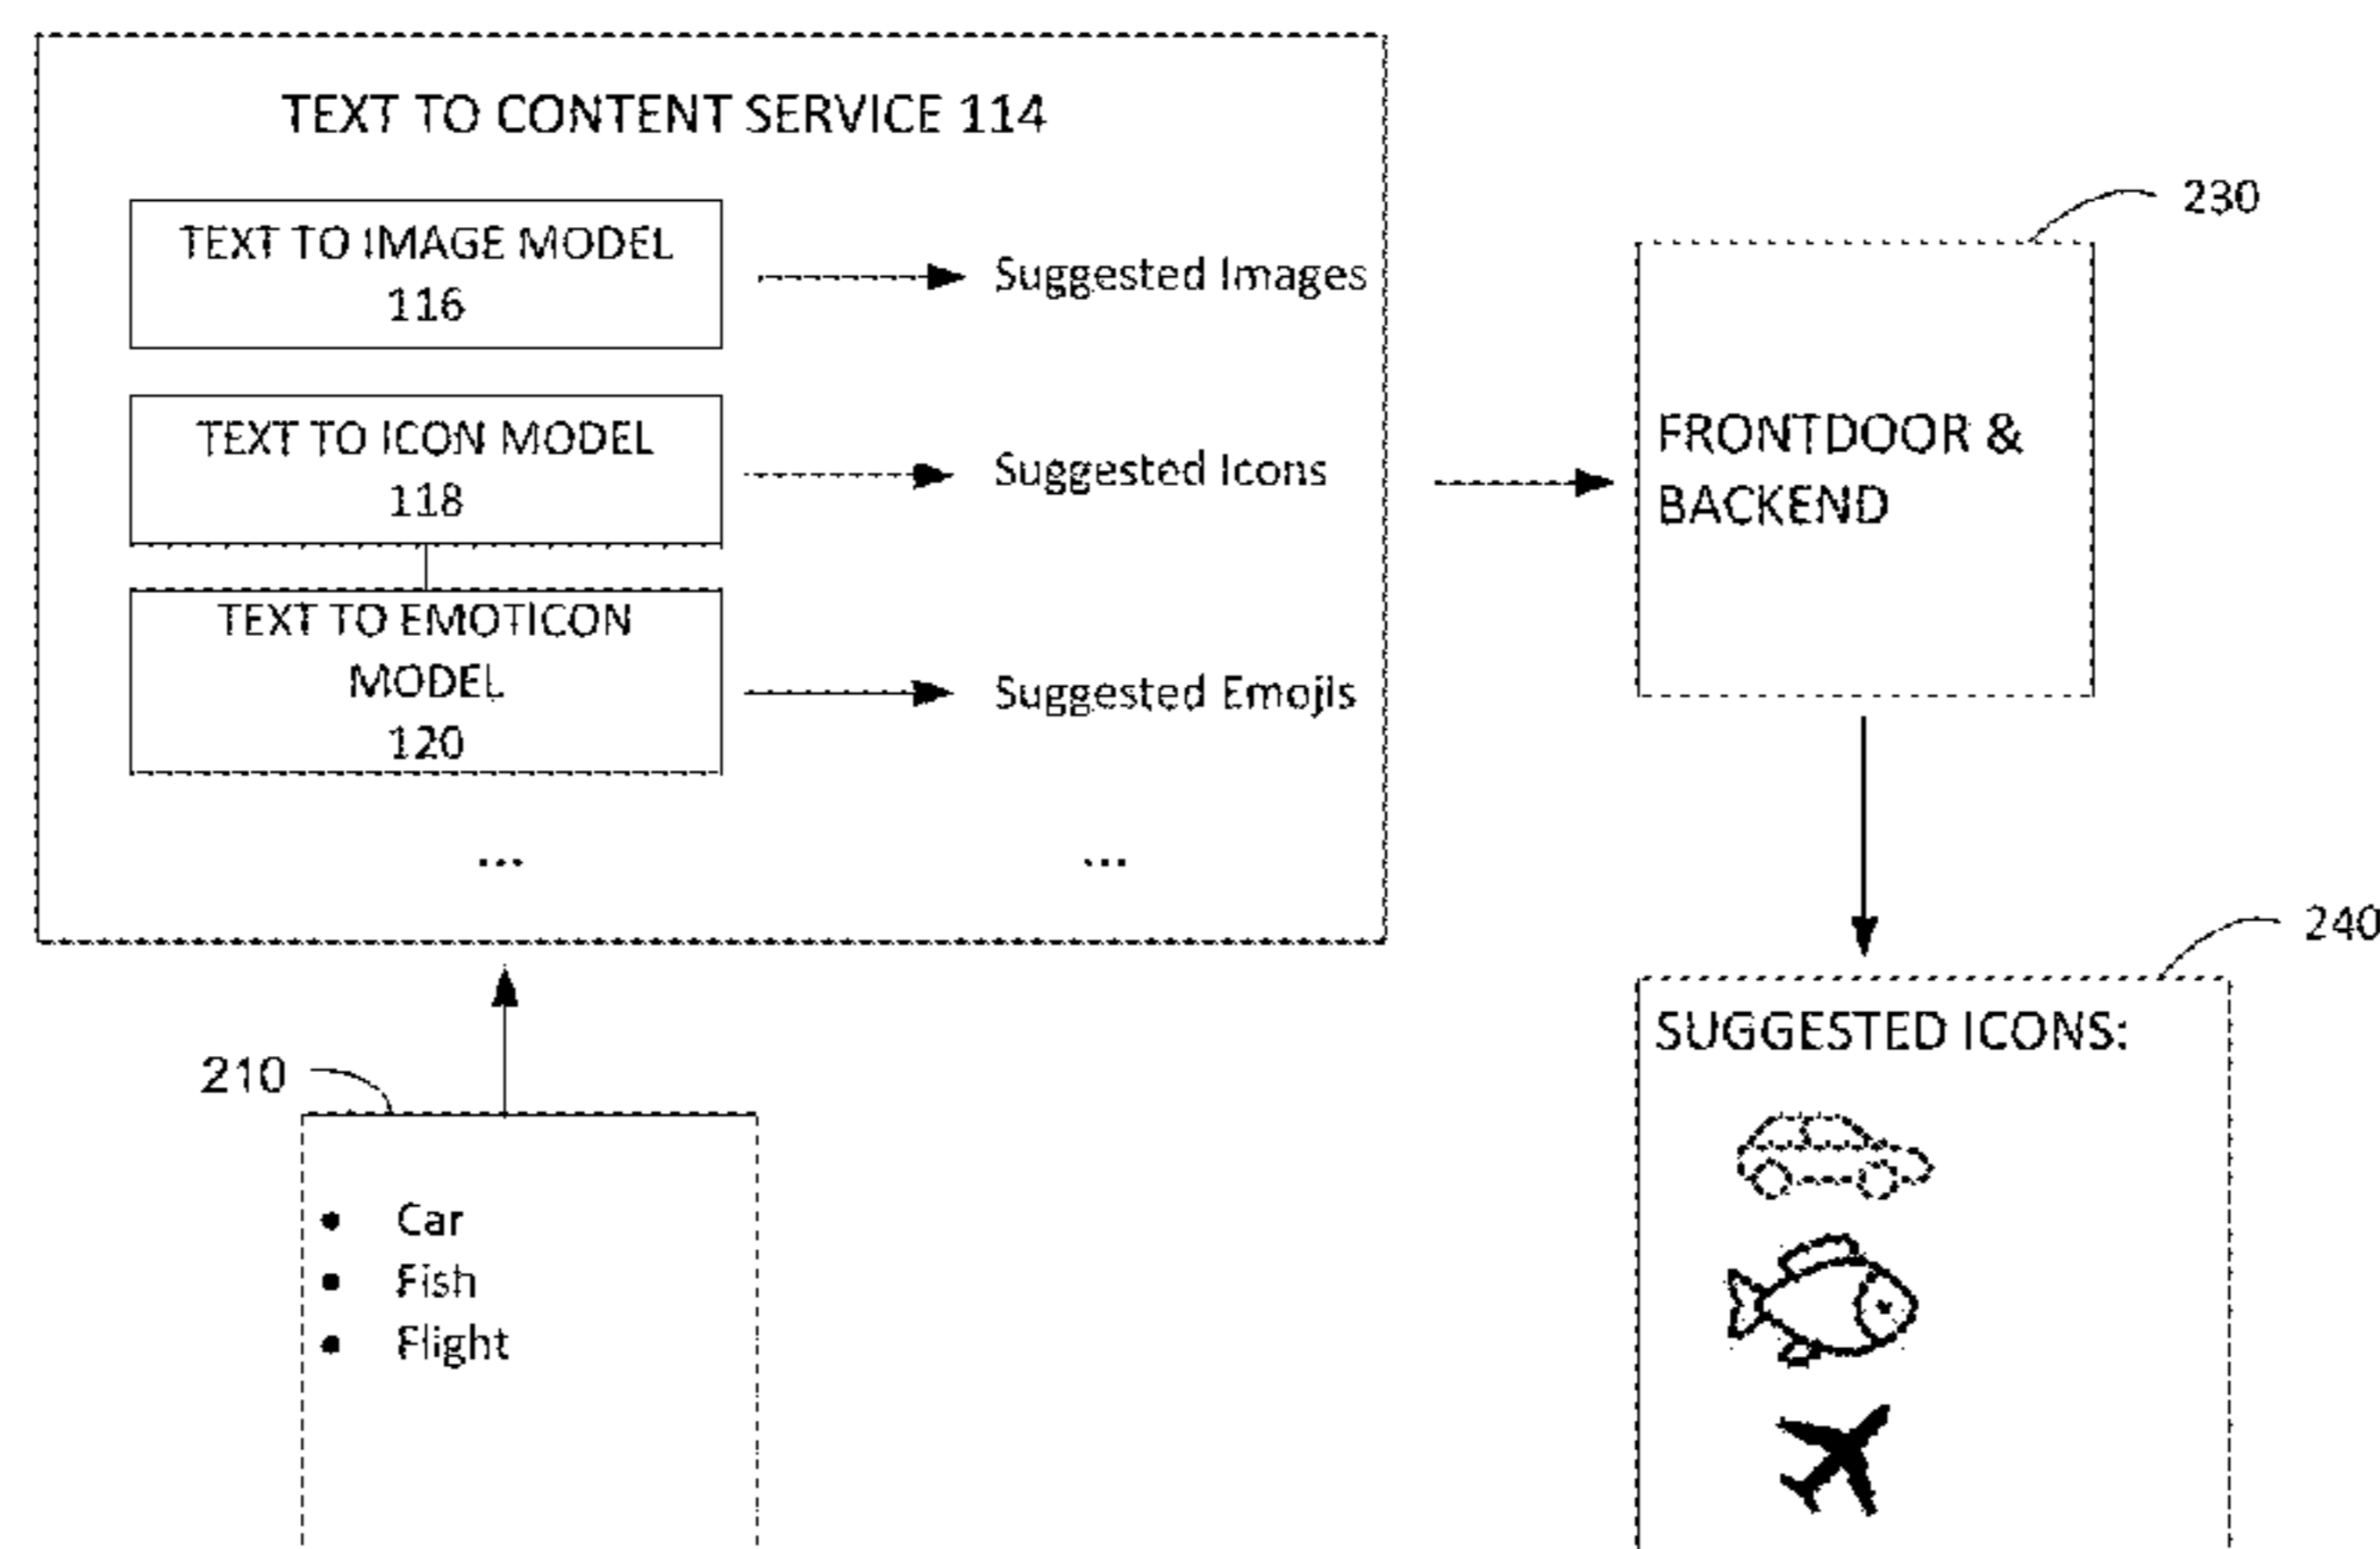 TEXT TO CONTENT SERVICE 114
TEXT TO IMAGE MODEL
116
Suggested Images
TEXT TO ICON MODEL
118
Suggested Icons
TEXT TO EMOTICON
MODEL
120
Suggested Emojis
...
...
230
FRONTDOOR &
BACKEND
210
• Car
• Fish
• Flight
240
SUGGESTED ICONS: